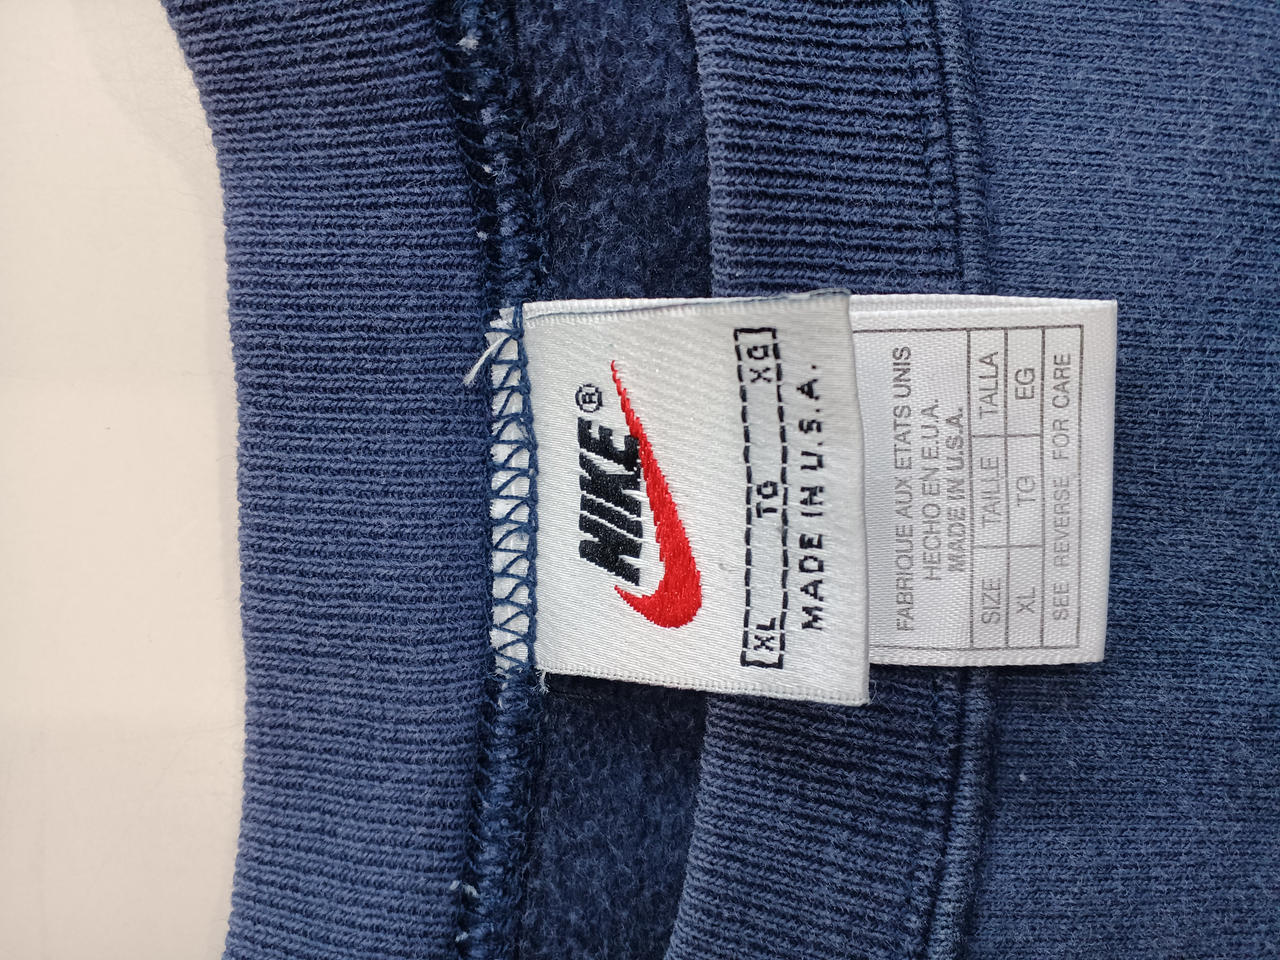 NIKE®
[XL TG XG]
MADE IN U.S.A.
FABRIQUE AUX ETATS UNIS
HECHO EN E.U.A.
MADE IN U.S.A.
SIZE TAILLE TALLA
XL TG EG
SEE REVERSE FOR CARE